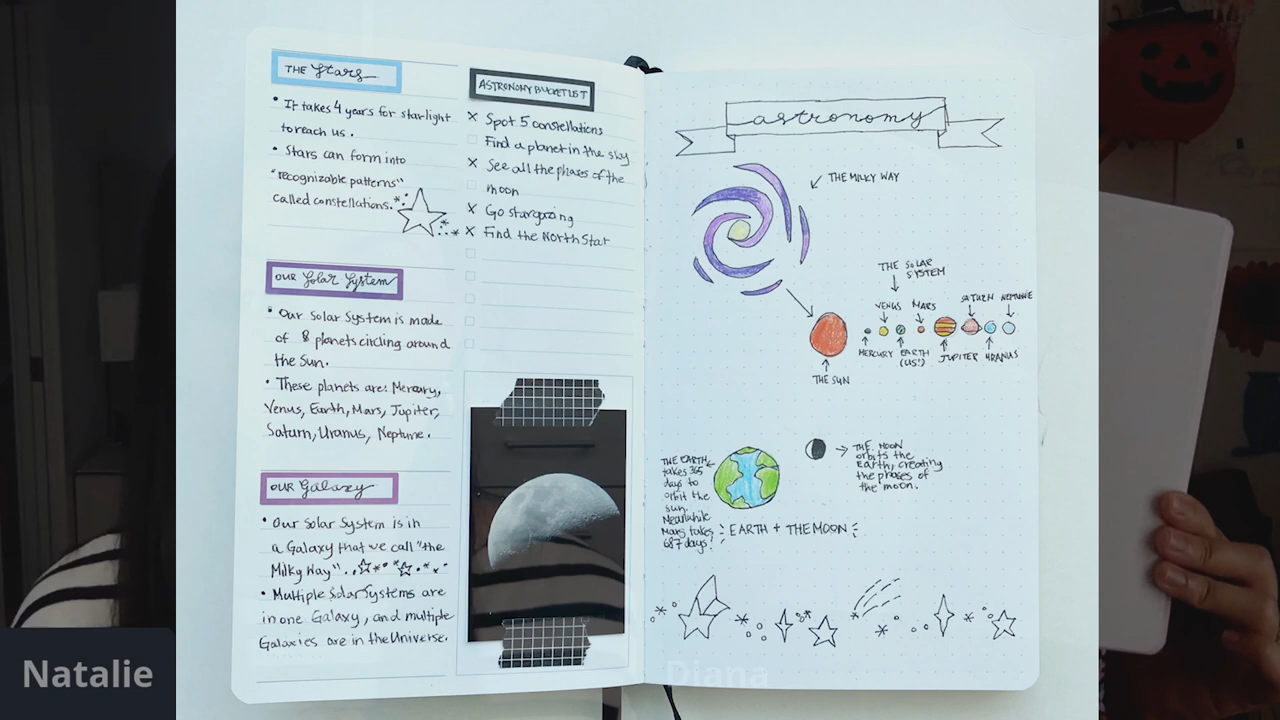 THE Stars
• It takes 4 years for starlight
to reach us.
• Stars can form into
"recognizable patterns"
called constellations.
OUR Solar System
• Our Solar System is made
of 8 planets circling around
the Sun.
• These planets are: Mercury,
Venus, Earth, Mars, Jupiter,
Saturn, Uranus, Neptune.
OUR Galaxy
• Our Solar System is in
a Galaxy that we call "the
Milky Way"
• Multiple Solar Systems are
in one Galaxy, and multiple
Galaxies are in the Universe.
ASTRONOMY BUCKET LIST
X Spot 5 constellations
Find a planet in the sky
X See all the phases of the
moon
X Go stargazing
X Find the North Star
astronomy
THE MILKY WAY
THE SOLAR
SYSTEM
VENUS MARS SATURN NEPTUNE
MERCURY EARTH (US!) JUPITER URANUS
THE SUN
THE EARTH
takes 365
days to
orbit the
sun.
Meanwhile
Mars takes
687 days!
THE MOON
orbits the
Earth, creating
the phases of
the moon.
EARTH + THE MOON
Natalie
Diana